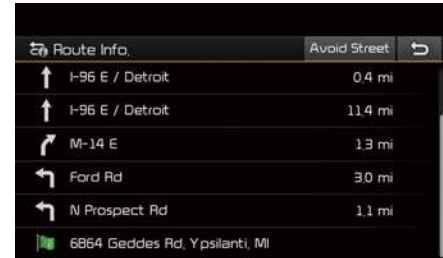 Route Info.
Avoid Street
I-96 E / Detroit
0.4 mi
I-96 E / Detroit
11.4 mi
M-14 E
1.3 mi
Ford Rd
3.0 mi
N Prospect Rd
1.1 mi
6864 Geddes Rd, Ypsilanti, MI